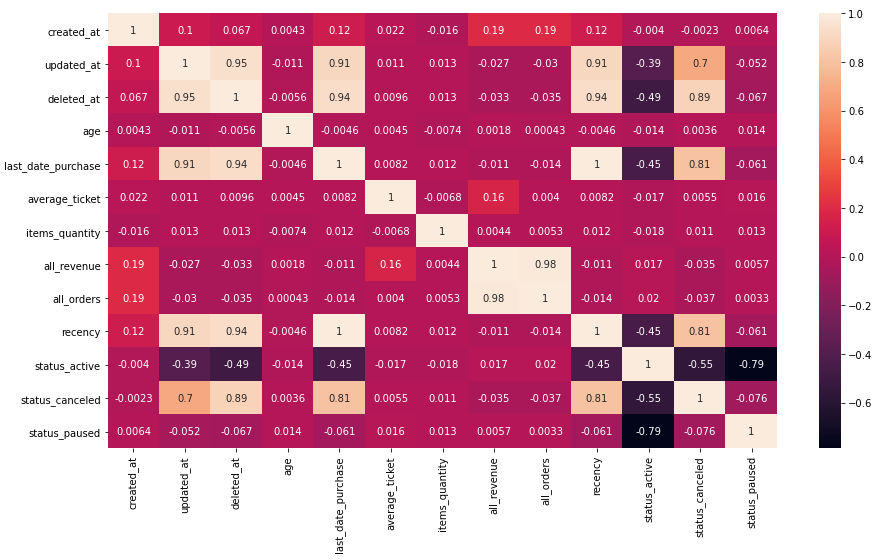 created_at 1 0.1 0.067 0.0043 0.12 0.022 -0.016 0.19 0.19 0.12 -0.004 -0.0023 0.0064
updated_at 0.1 1 0.95 -0.011 0.91 0.011 0.013 -0.027 -0.03 0.91 -0.39 0.7 -0.052
deleted_at 0.067 0.95 1 -0.0056 0.94 0.0096 0.013 -0.033 -0.035 0.94 -0.49 0.89 -0.067
age 0.0043 -0.011 -0.0056 1 -0.0046 0.0045 -0.0074 0.0018 0.00043 -0.0046 -0.014 0.0036 0.014
last_date_purchase 0.12 0.91 0.94 -0.0046 1 0.0082 0.012 -0.011 -0.014 1 -0.45 0.81 -0.061
average_ticket 0.022 0.011 0.0096 0.0045 0.0082 1 -0.0068 0.16 0.004 0.0082 -0.017 0.0055 0.016
items_quantity -0.016 0.013 0.013 -0.0074 0.012 -0.0068 1 0.0044 0.0053 0.012 -0.018 0.011 0.013
all_revenue 0.19 -0.027 -0.033 0.0018 -0.011 0.16 0.0044 1 0.98 -0.011 0.017 -0.035 0.0057
all_orders 0.19 -0.03 -0.035 0.00043 -0.014 0.004 0.0053 0.98 1 -0.014 0.02 -0.037 0.0033
recency 0.12 0.91 0.94 -0.0046 1 0.0082 0.012 -0.011 -0.014 1 -0.45 0.81 -0.061
status_active -0.004 -0.39 -0.49 -0.014 -0.45 -0.017 -0.018 0.017 0.02 -0.45 1 -0.55 -0.79
status_canceled -0.0023 0.7 0.89 0.0036 0.81 0.0055 0.011 -0.035 -0.037 0.81 -0.55 1 -0.076
status_paused 0.0064 -0.052 -0.067 0.014 -0.061 0.016 0.013 0.0057 0.0033 -0.061 -0.79 -0.076 1
created_at
updated_at
deleted_at
age
last_date_purchase
average_ticket
items_quantity
all_revenue
all_orders
recency
status_active
status_canceled
status_paused
1.0
0.8
0.6
0.4
0.2
0.0
−0.2
−0.4
−0.6